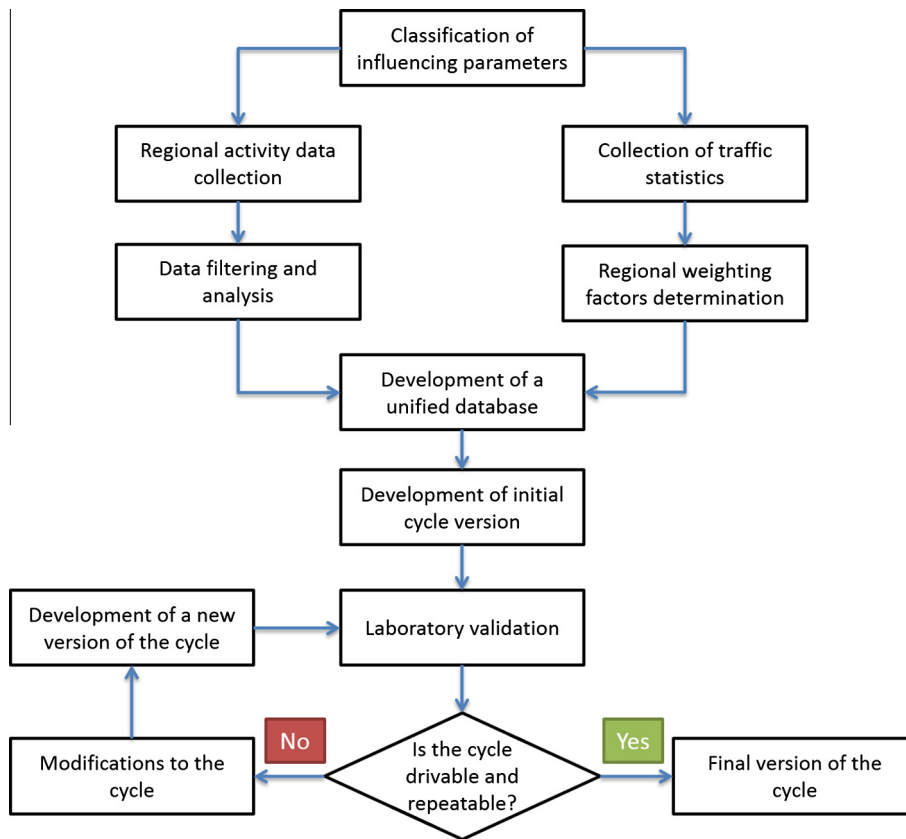 Classification of
influencing parameters
Regional activity data
collection
Collection of traffic
statistics
Data filtering and
analysis
Regional weighting
factors determination
Development of a
unified database
Development of initial
cycle version
Development of a new
version of the cycle
Laboratory validation
No
Yes
Modifications to the
cycle
Is the cycle
drivable and
repeatable?
Final version of the
cycle